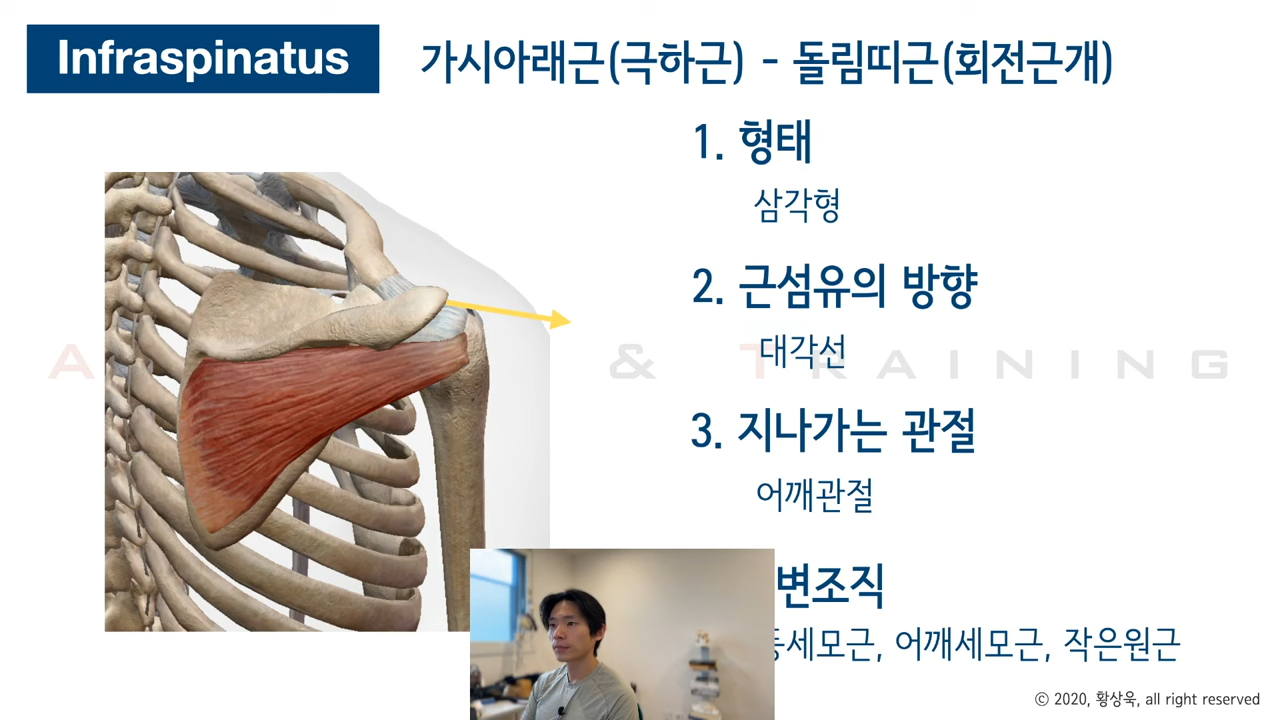 Infraspinatus
가시아래근(극하근) - 돌림띠근(회전근개)
1. 형태
삼각형
2. 근섬유의 방향
대각선
A & TRAINING
3. 지나가는 관절
어깨관절
변조직
어깨세모근, 작은원근
© 2020, 황상욱, all right reserved